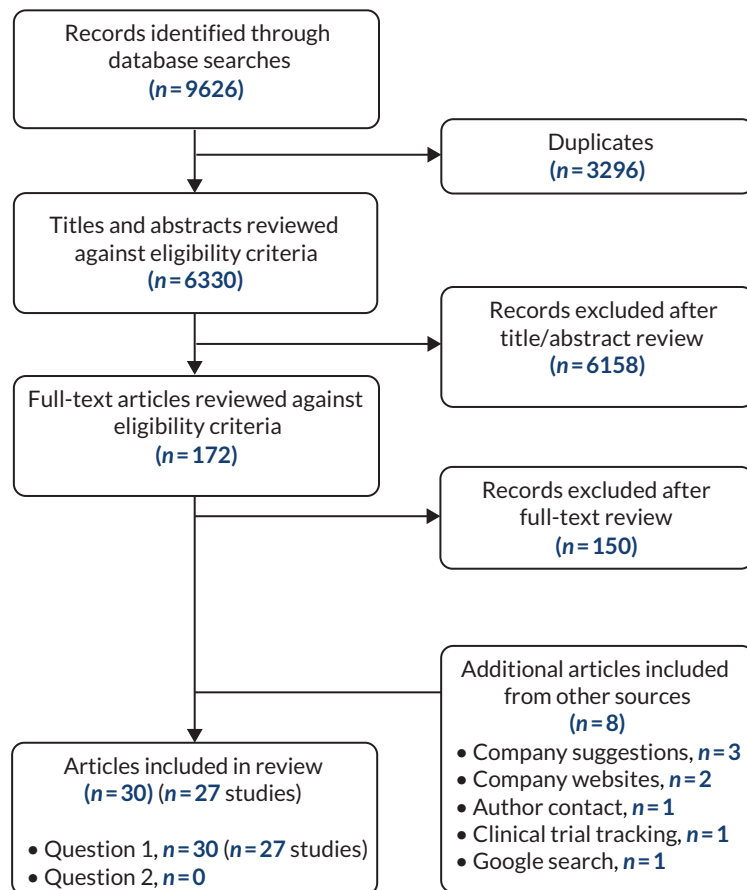 Records identified through
database searches
(n=9626)
Duplicates
(n=3296)
Titles and abstracts reviewed
against eligibility criteria
(n=6330)
Records excluded after
title/abstract review
(n=6158)
Full-text articles reviewed against
eligibility criteria
(n=172)
Records excluded after
full-text review
(n=150)
Additional articles included
from other sources
(n=8)
• Company suggestions, n=3
• Company websites, n=2
• Author contact, n=1
• Clinical trial tracking, n=1
• Google search, n=1
Articles included in review
(n=30) (n=27 studies)
• Question 1, n=30 (n=27 studies)
• Question 2, n=0